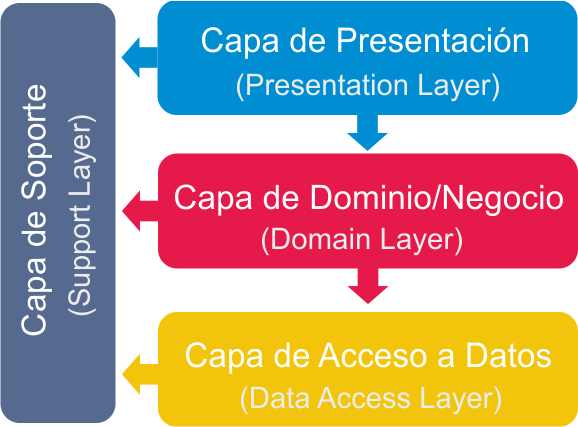 Capa de Soporte
(Support Layer)
Capa de Presentación
(Presentation Layer)
Capa de Dominio/Negocio
(Domain Layer)
Capa de Acceso a Datos
(Data Access Layer)